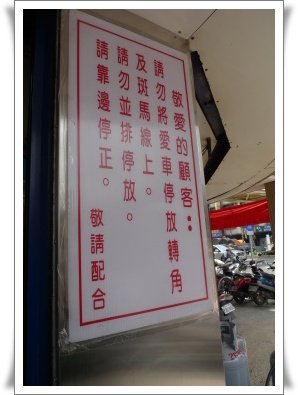 敬愛的顧客：
請勿將愛車停放轉角
及斑馬線上。
請勿並排停放。
請靠邊停正。
敬請配合